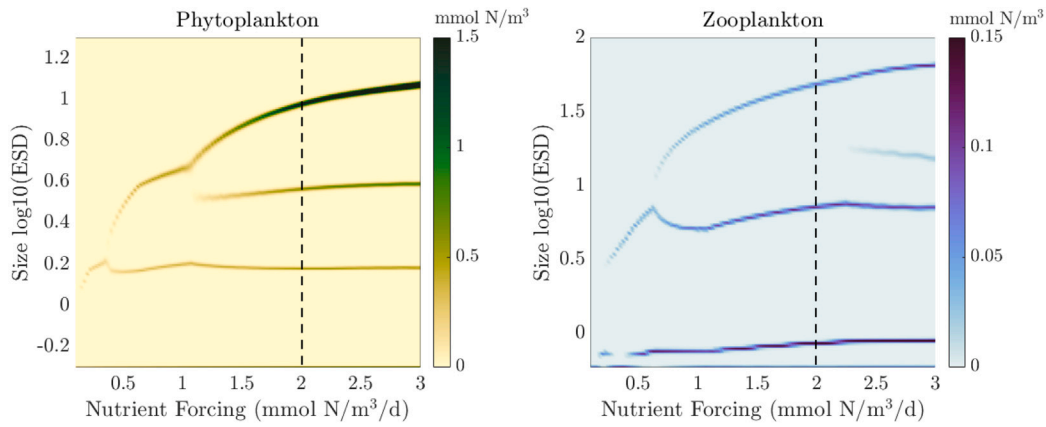 Phytoplankton
mmol N/m³
1.2
1
0.8
0.6
0.4
0.2
0
-0.2
Size log10(ESD)
0.5 1 1.5 2 2.5 3
Nutrient Forcing (mmol N/m³/d)
1.5
1
0.5
0
Zooplankton
mmol N/m³
2
1.5
1
0.5
0
Size log10(ESD)
0.5 1 1.5 2 2.5 3
Nutrient Forcing (mmol N/m³/d)
0.15
0.1
0.05
0